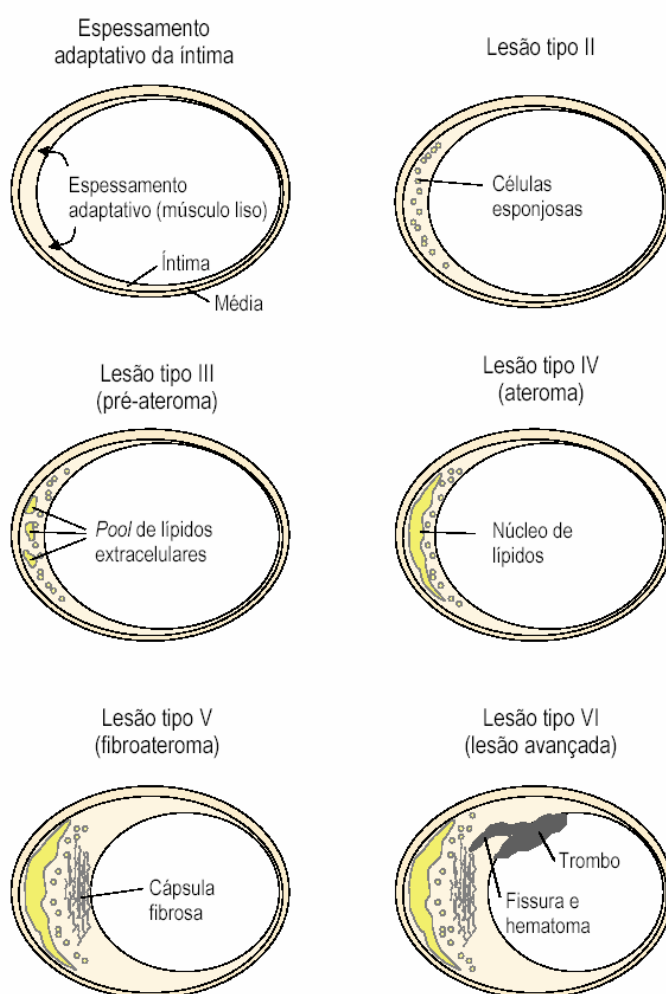 Espessamento
adaptativo da íntima
Lesão tipo II
Espessamento
adaptativo (músculo liso)
Íntima
Média
Células
esponjosas
Lesão tipo III
(pré-ateroma)
Lesão tipo IV
(ateroma)
Pool de lípidos
extracelulares
Núcleo de
lípidos
Lesão tipo V
(fibroateroma)
Lesão tipo VI
(lesão avançada)
Cápsula
fibrosa
Trombo
Fissura e
hematoma